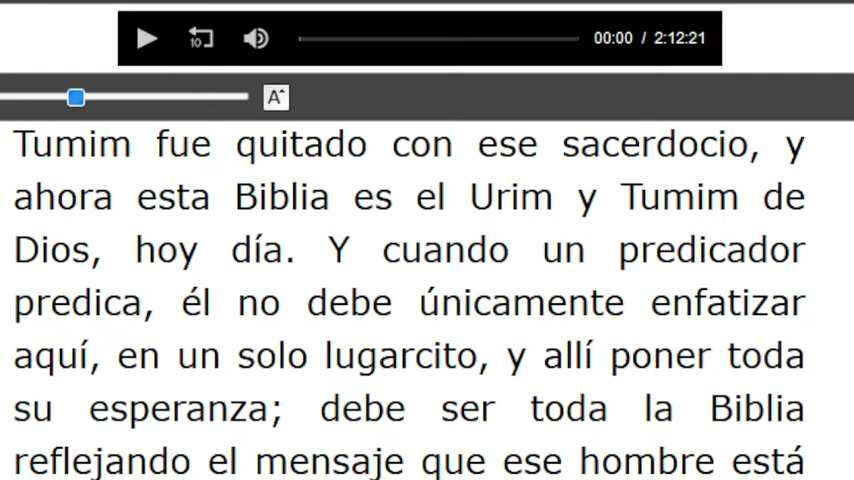 10
00:00 / 2:12:21
A
Tumim fue quitado con ese sacerdocio, y
ahora esta Biblia es el Urim y Tumim de
Dios, hoy día. Y cuando un predicador
predica, él no debe únicamente enfatizar
aquí, en un solo lugarcito, y allí poner toda
su esperanza; debe ser toda la Biblia
reflejando el mensaje que ese hombre está